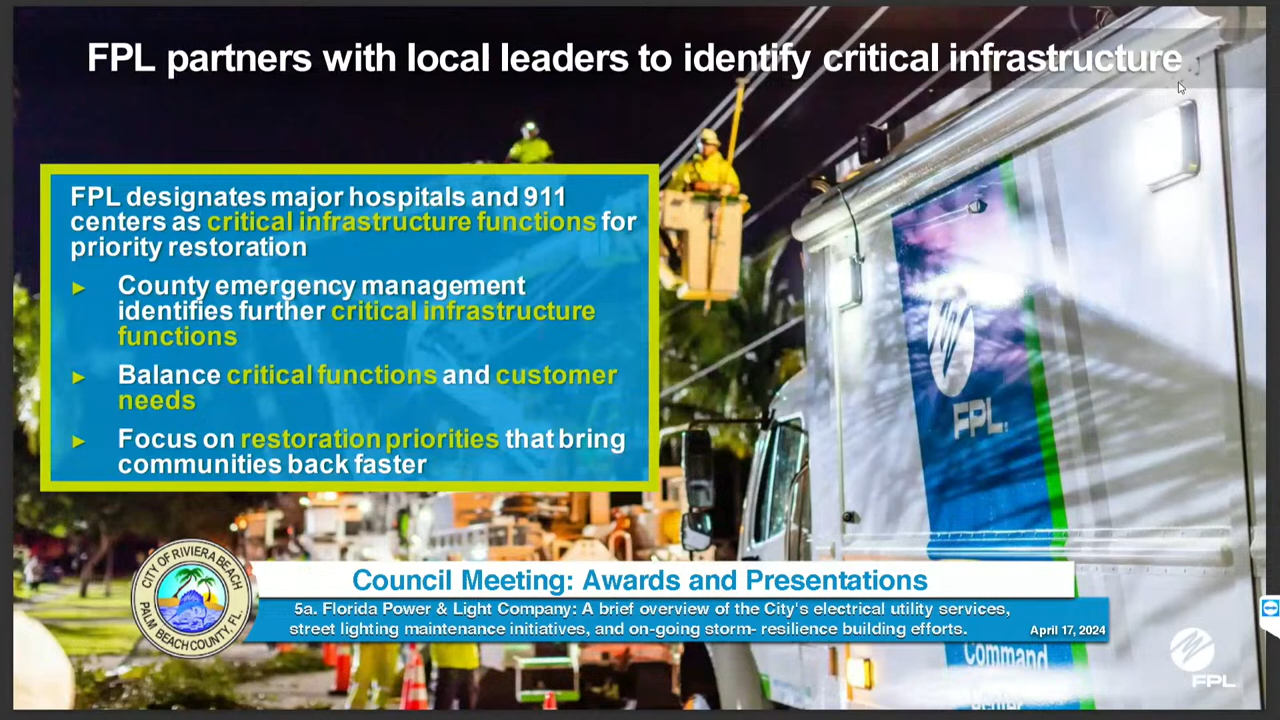 FPL partners with local leaders to identify critical infrastructure
FPL designates major hospitals and 911
centers as critical infrastructure functions for
priority restoration
► County emergency management
identifies further critical infrastructure
functions
► Balance critical functions and customer
needs
► Focus on restoration priorities that bring
communities back faster
FPL.
CITY OF RIVIERA BEACH
PALM BEACH COUNTY, FL.
Council Meeting: Awards and Presentations
5a. Florida Power & Light Company: A brief overview of the City's electrical utility services,
street lighting maintenance initiatives, and on-going storm- resilience building efforts.
April 17, 2024
Command
Center
FPL